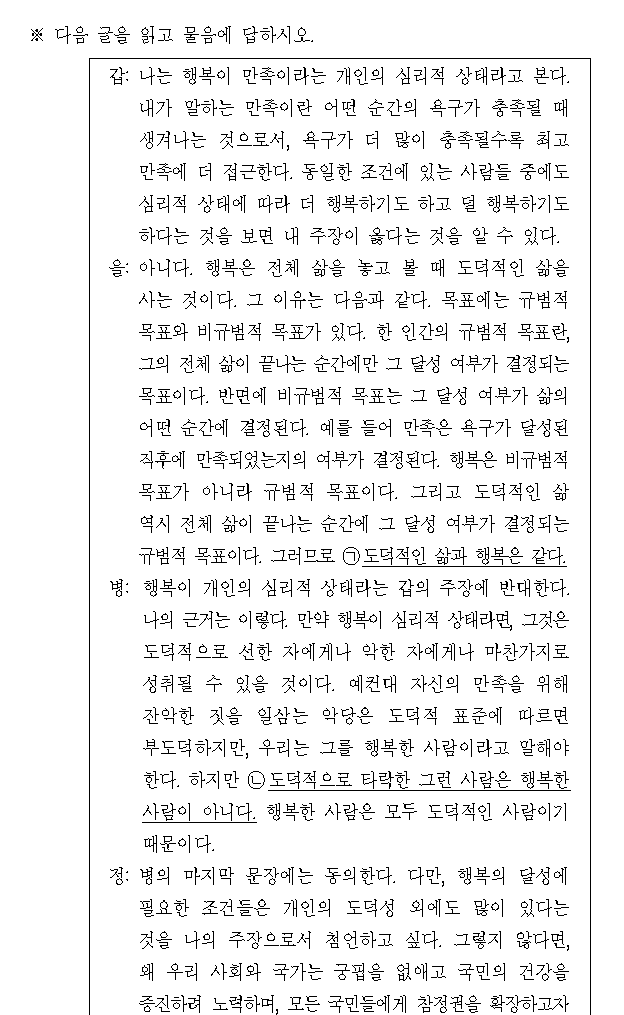 ※ 다음 글을 읽고 물음에 답하시오.
갑: 나는 행복이 만족이라는 개인의 심리적 상태라고 본다.
내가 말하는 만족이란 어떤 순간의 욕구가 충족될 때
생겨나는 것으로서, 욕구가 더 많이 충족될수록 최고
만족에 더 접근한다. 동일한 조건에 있는 사람들 중에도
심리적 상태에 따라 더 행복하기도 하고 덜 행복하기도
하다는 것을 보면 내 주장이 옳다는 것을 알 수 있다.
을: 아니다. 행복은 전체 삶을 놓고 볼 때 도덕적인 삶을
사는 것이다. 그 이유는 다음과 같다. 목표에는 규범적
목표와 비규범적 목표가 있다. 한 인간의 규범적 목표란,
그의 전체 삶이 끝나는 순간에만 그 달성 여부가 결정되는
목표이다. 반면에 비규범적 목표는 그 달성 여부가 삶의
어떤 순간에 결정된다. 예를 들어 만족은 욕구가 달성된
직후에 만족되었는지의 여부가 결정된다. 행복은 비규범적
목표가 아니라 규범적 목표이다. 그리고 도덕적인 삶
역시 전체 삶이 끝나는 순간에 그 달성 여부가 결정되는
규범적 목표이다. 그러므로 ㉠도덕적인 삶과 행복은 같다.
병: 행복이 개인의 심리적 상태라는 갑의 주장에 반대한다.
나의 근거는 이렇다. 만약 행복이 심리적 상태라면, 그것은
도덕적으로 선한 자에게나 악한 자에게나 마찬가지로
성취될 수 있을 것이다. 예컨대 자신의 만족을 위해
잔악한 짓을 일삼는 악당은 도덕적 표준에 따르면
부도덕하지만, 우리는 그를 행복한 사람이라고 말해야
한다. 하지만 ㉡도덕적으로 타락한 그런 사람은 행복한
사람이 아니다. 행복한 사람은 모두 도덕적인 사람이기
때문이다.
정: 병의 마지막 문장에는 동의한다. 다만, 행복의 달성에
필요한 조건들은 개인의 도덕성 외에도 많이 있다는
것을 나의 주장으로서 첨언하고 싶다. 그렇지 않다면,
왜 우리 사회와 국가는 궁핍을 없애고 국민의 건강을
증진하려 노력하며, 모든 국민들에게 참정권을 확장하고자